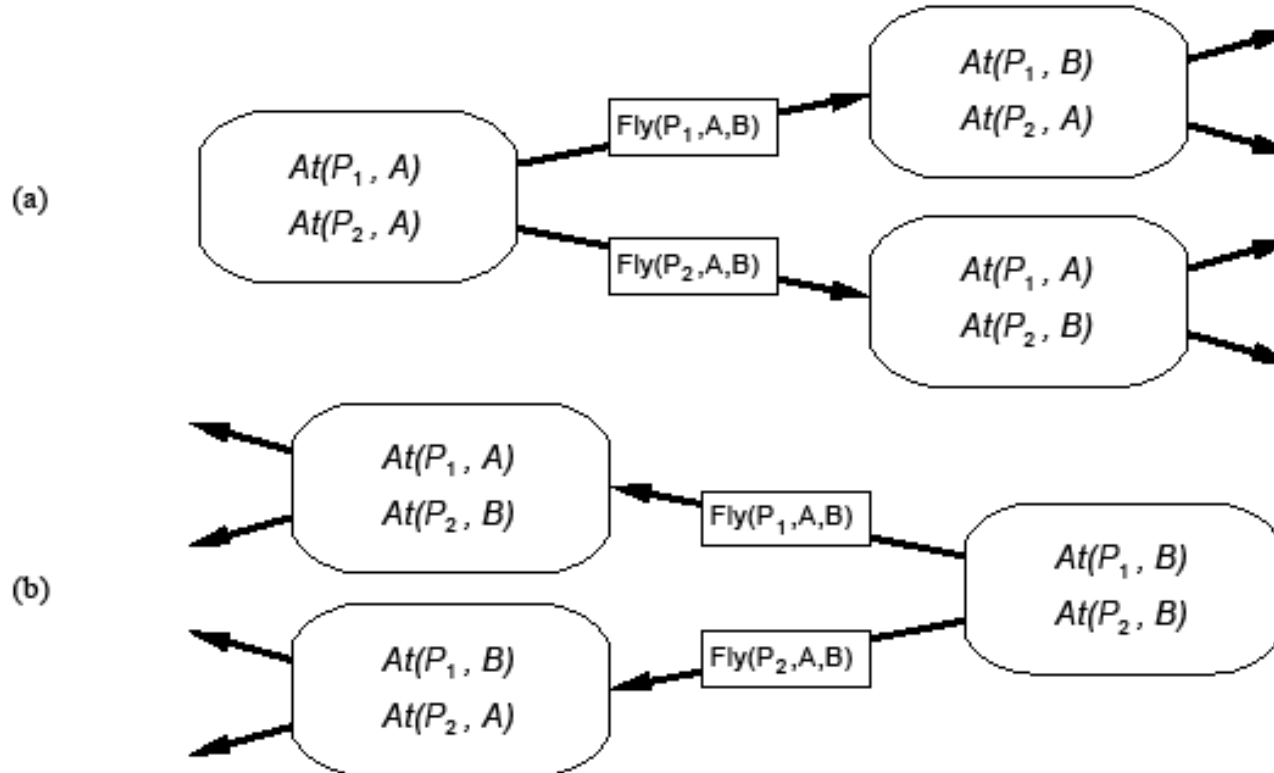 (a)
At(P₁, A)
At(P₂, A)
Fly(P₁,A,B)
Fly(P₂,A,B)
At(P₁, B)
At(P₂, A)
At(P₁, A)
At(P₂, B)
(b)
At(P₁, A)
At(P₂, B)
At(P₁, B)
At(P₂, A)
Fly(P₁,A,B)
Fly(P₂,A,B)
At(P₁, B)
At(P₂, B)